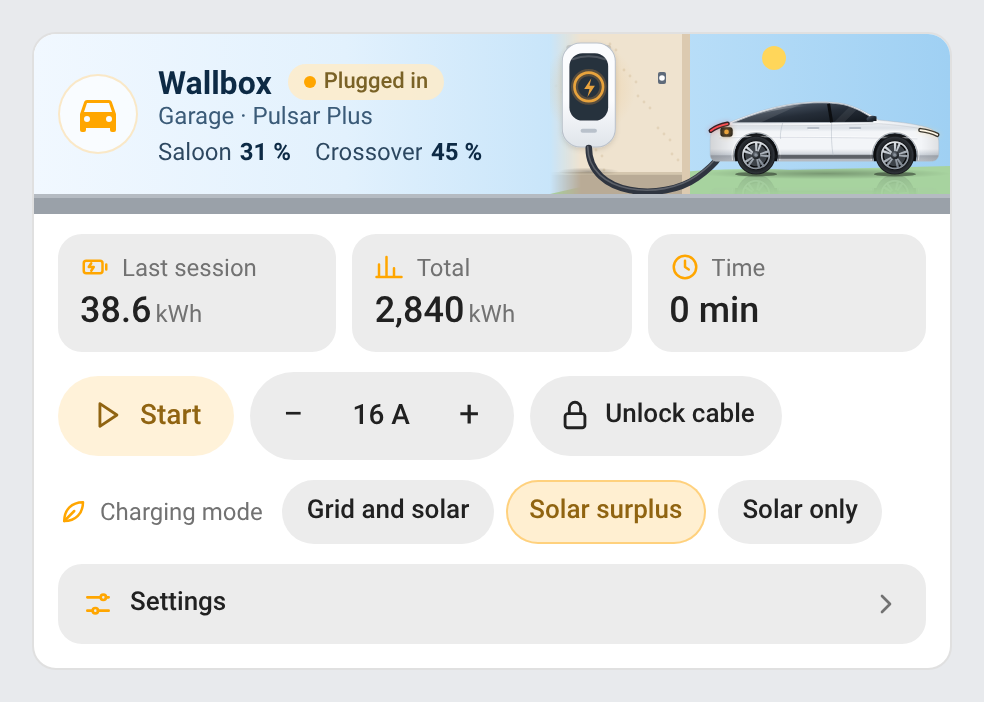 Wallbox Plugged in
Garage · Pulsar Plus
Saloon 31 % Crossover 45 %
Last session
38.6 kWh
Total
2,840 kWh
Time
0 min
Start
− 16 A +
Unlock cable
Charging mode Grid and solar Solar surplus Solar only
Settings